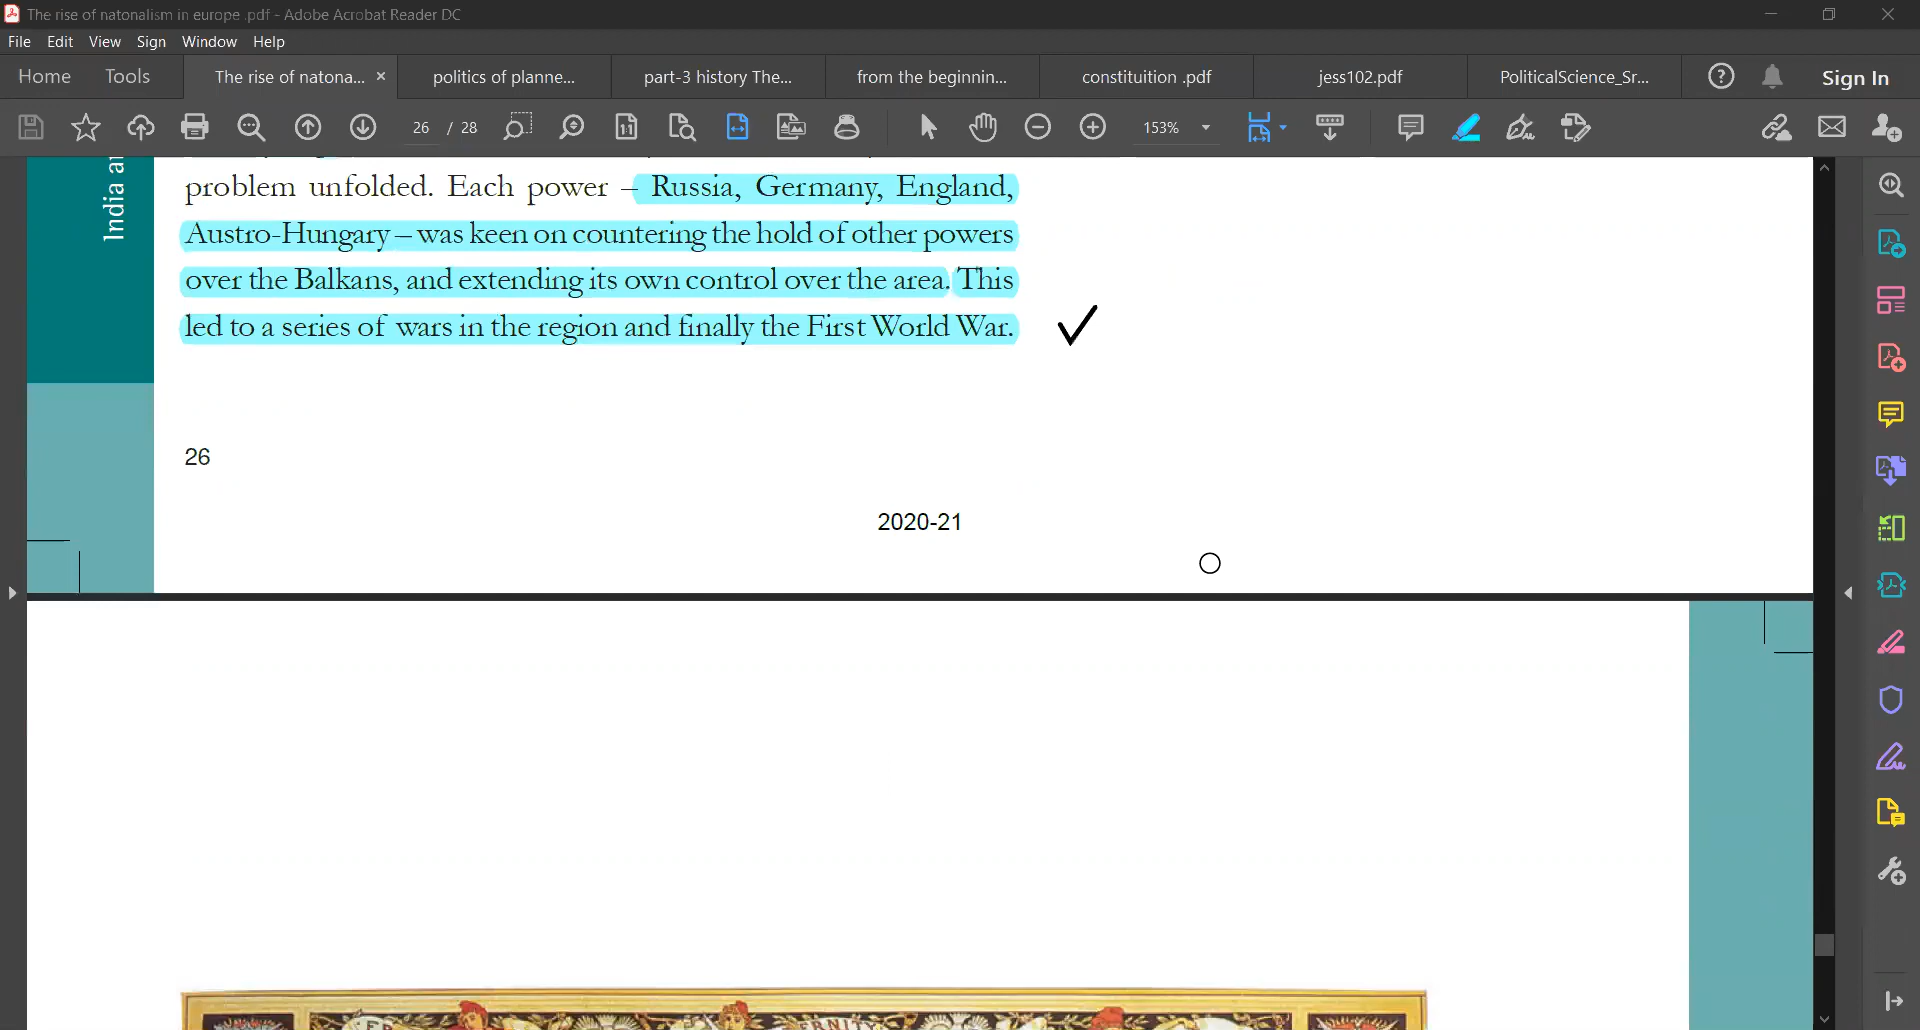 The rise of natonalism in europe .pdf - Adobe Acrobat Reader DC
File Edit View Sign Window Help
Home Tools The rise of natona... × politics of planne... part-3 history The... from the beginnin... constituition .pdf jess102.pdf PoliticalScience_Sr... Sign In
26 / 28 153%
India a
problem unfolded. Each power – Russia, Germany, England,
Austro-Hungary – was keen on countering the hold of other powers
over the Balkans, and extending its own control over the area. This
led to a series of wars in the region and finally the First World War.
26
2020-21